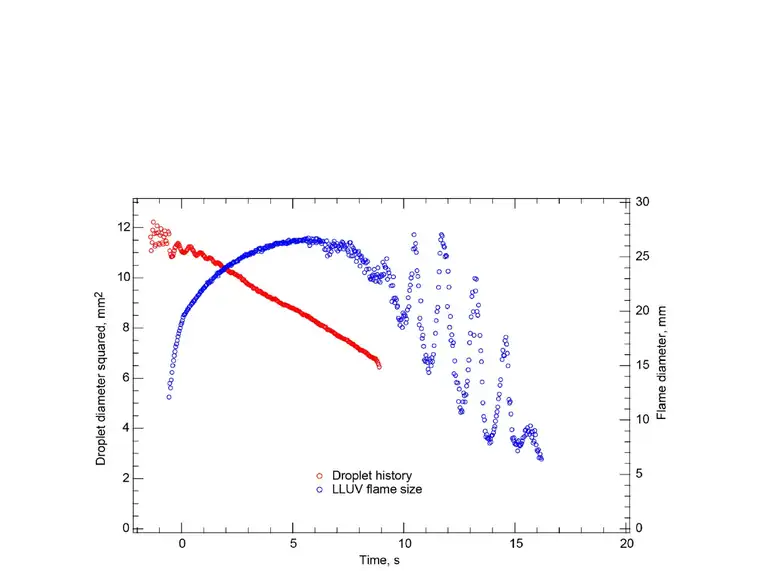 12
10
8
6
4
2
0
Droplet diameter squared, mm2
30
25
20
15
10
5
0
Flame diameter, mm
Droplet history
LLUV flame size
0 5 10 15 20
Time, s